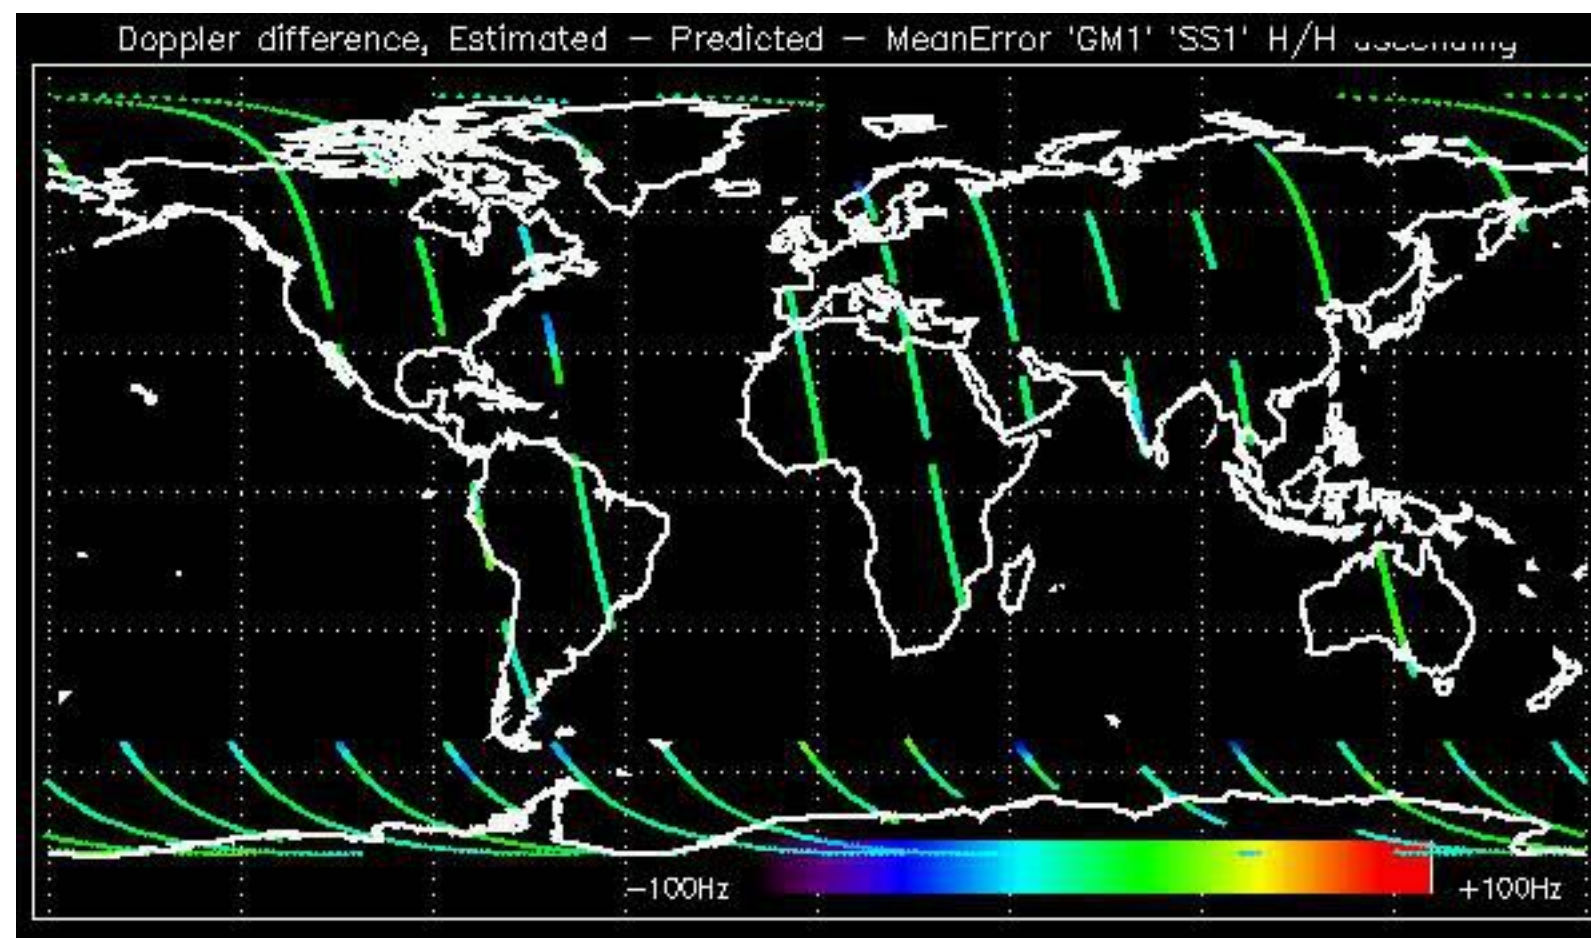 Doppler difference, Estimated – Predicted – MeanError 'GM1' 'SS1' H/H
-100Hz
+100Hz